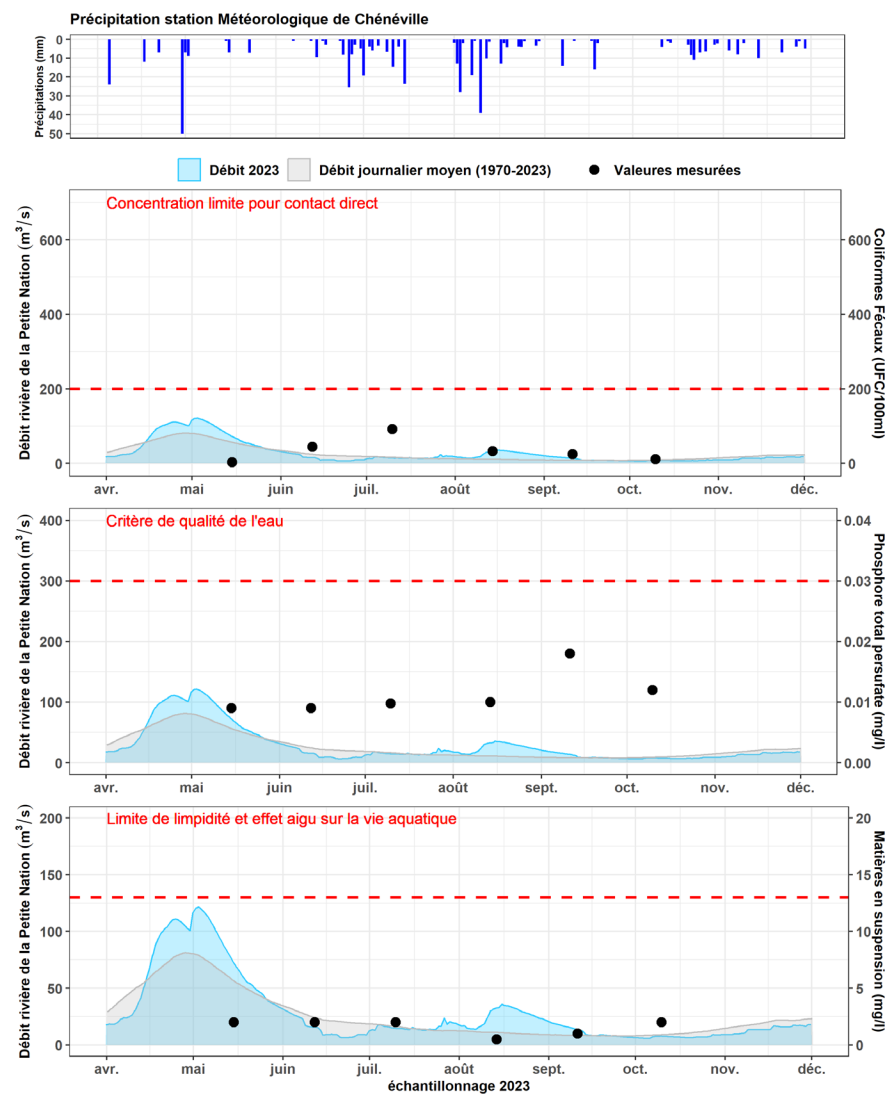 Précipitation station Météorologique de Chénéville
Précipitations (mm)
0
10
20
30
40
50
Débit 2023 Débit journalier moyen (1970-2023) Valeures mesurées
Concentration limite pour contact direct
Débit rivière de la Petite Nation (m³/s)
600
400
200
0
600
400
200
0
Coliformes Fécaux (UFC/100ml)
avr. mai juin juil. août sept. oct. nov. déc.
Critère de qualité de l'eau
Débit rivière de la Petite Nation (m³/s)
400
300
200
100
0
0.04
0.03
0.02
0.01
0.00
Phosphore total persufate (mg/l)
avr. mai juin juil. août sept. oct. nov. déc.
Limite de limpidité et effet aigu sur la vie aquatique
Débit rivière de la Petite Nation (m³/s)
200
150
100
50
0
20
15
10
5
0
Matières en suspension (mg/l)
avr. mai juin juil. août sept. oct. nov. déc.
échantillonnage 2023